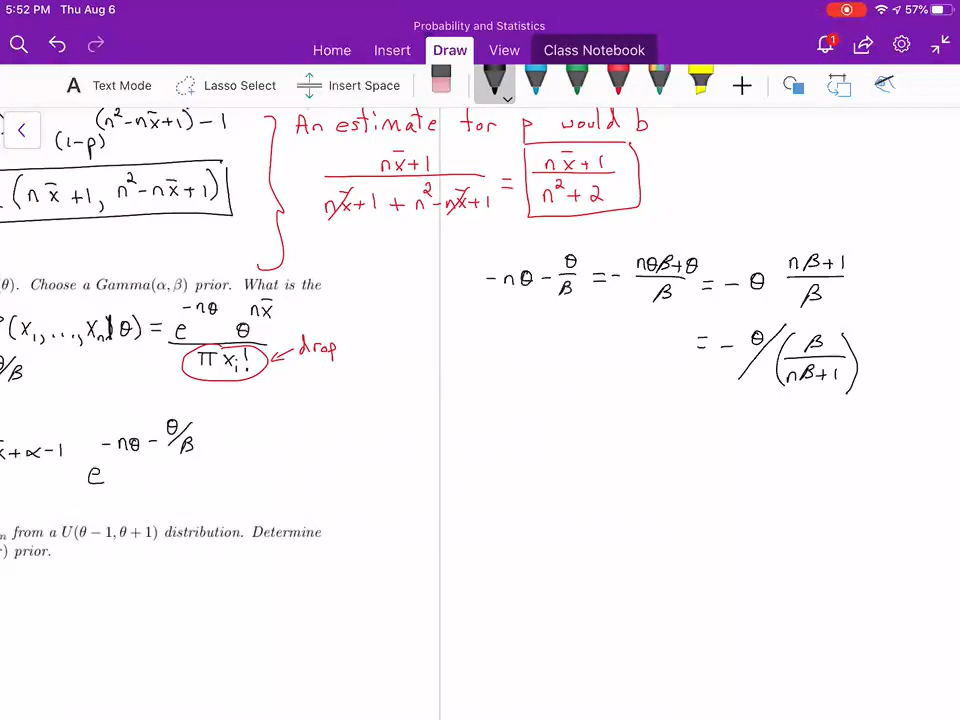 5:52 PM Thu Aug 6
57%
Probability and Statistics
Home Insert Draw View Class Notebook
1
Text Mode Lasso Select Insert Space
(1-p) (n² - nx̄ + 1) - 1
(nx̄ + 1, n² - nx̄ + 1)
An estimate for p would b
(nx̄ + 1)/(nx̄ + 1 + n² - nx̄ + 1) = (nx̄ + 1)/(n² + 2)
-nθ - θ/β = - (nθβ + θ)/β = - θ (nβ + 1)/β
= - θ/(β/(nβ + 1))
(θ). Choose a Gamma(α, β) prior. What is the
(x₁, ..., xₙ|θ) = e^(-nθ) θ^(nx̄) / π xᵢ! ← drop
θ/β
x̄ + α - 1 e^(-nθ - θ/β)
n from a U(θ − 1, θ + 1) distribution. Determine
) prior.